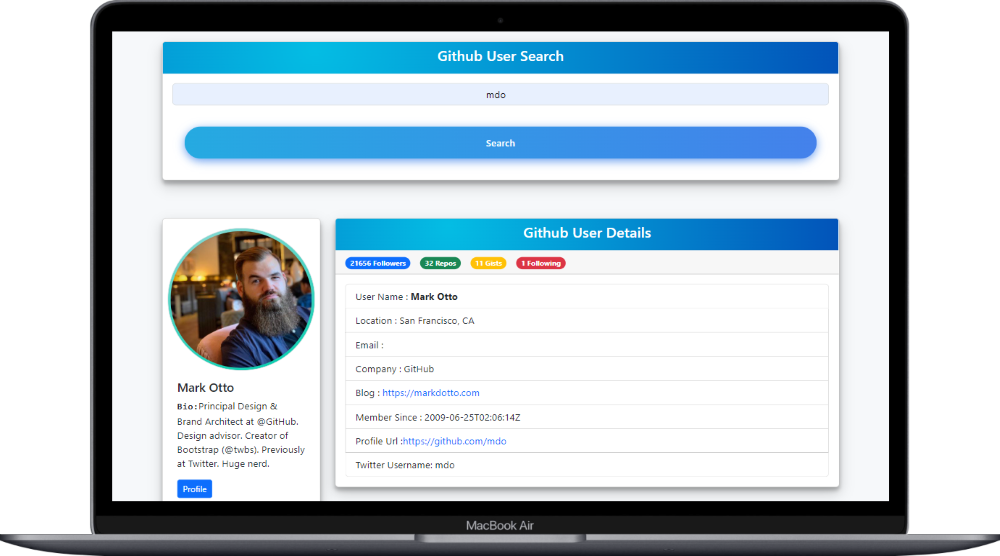 Github User Search
mdo
Search
Github User Details
21656 Followers
32 Repos
11 Gists
1 Following
User Name : Mark Otto
Location : San Francisco, CA
Email :
Company : GitHub
Blog : https://markdotto.com
Member Since : 2009-06-25T02:06:14Z
Profile Url :https://github.com/mdo
Twitter Username: mdo
Mark Otto
Bio:Principal Design &
Brand Architect at @GitHub.
Design advisor. Creator of
Bootstrap (@twbs). Previously
at Twitter. Huge nerd.
Profile
MacBook Air